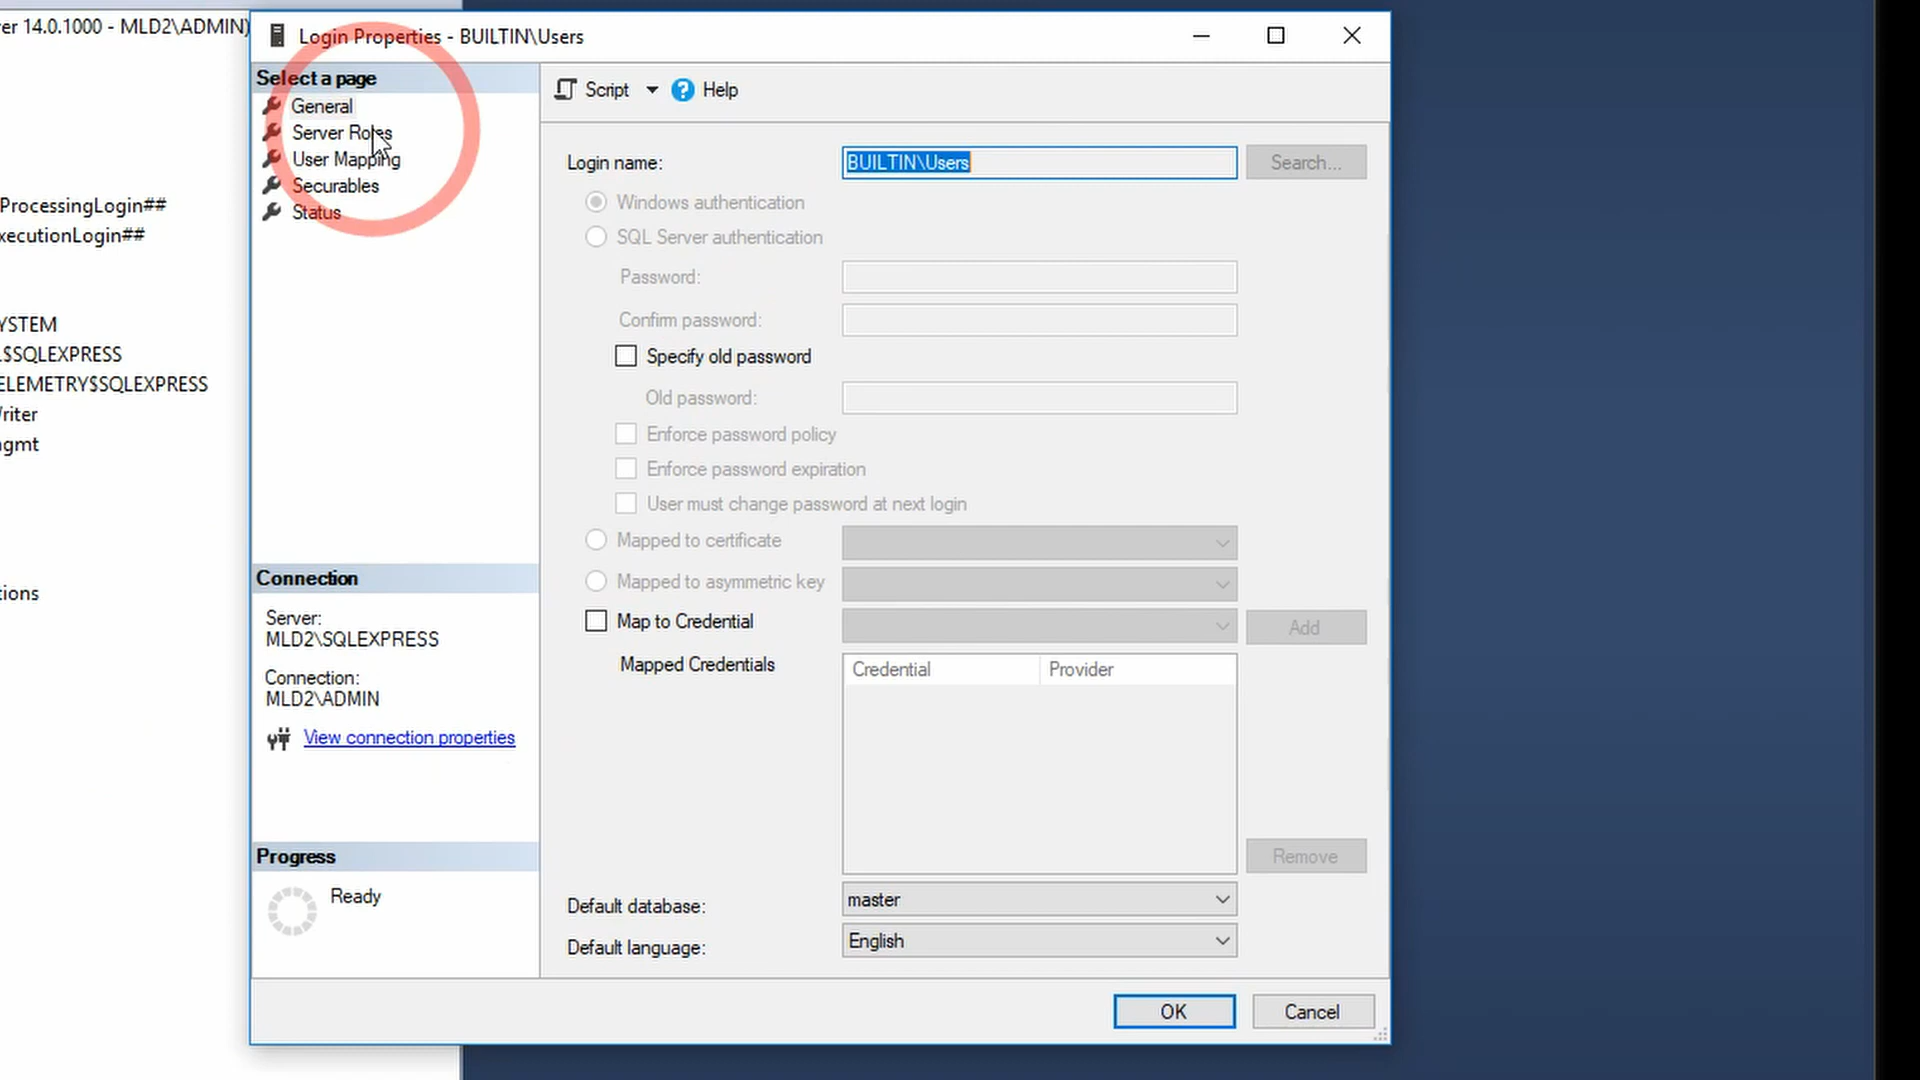 er 14.0.1000 - MLD2\ADMIN)
ProcessingLogin##
xecutionLogin##
YSTEM
L$SQLEXPRESS
ELEMETRY$SQLEXPRESS
riter
gmt
ions
Login Properties - BUILTIN\Users
Select a page
General
Server Roles
User Mapping
Securables
Status
Connection
Server:
MLD2\SQLEXPRESS
Connection:
MLD2\ADMIN
View connection properties
Progress
Ready
Script
Help
Login name:
BUILTIN\Users
Search...
Windows authentication
SQL Server authentication
Password:
Confirm password:
Specify old password
Old password:
Enforce password policy
Enforce password expiration
User must change password at next login
Mapped to certificate
Mapped to asymmetric key
Map to Credential
Add
Mapped Credentials
Credential
Provider
Remove
Default database:
master
Default language:
English
OK
Cancel